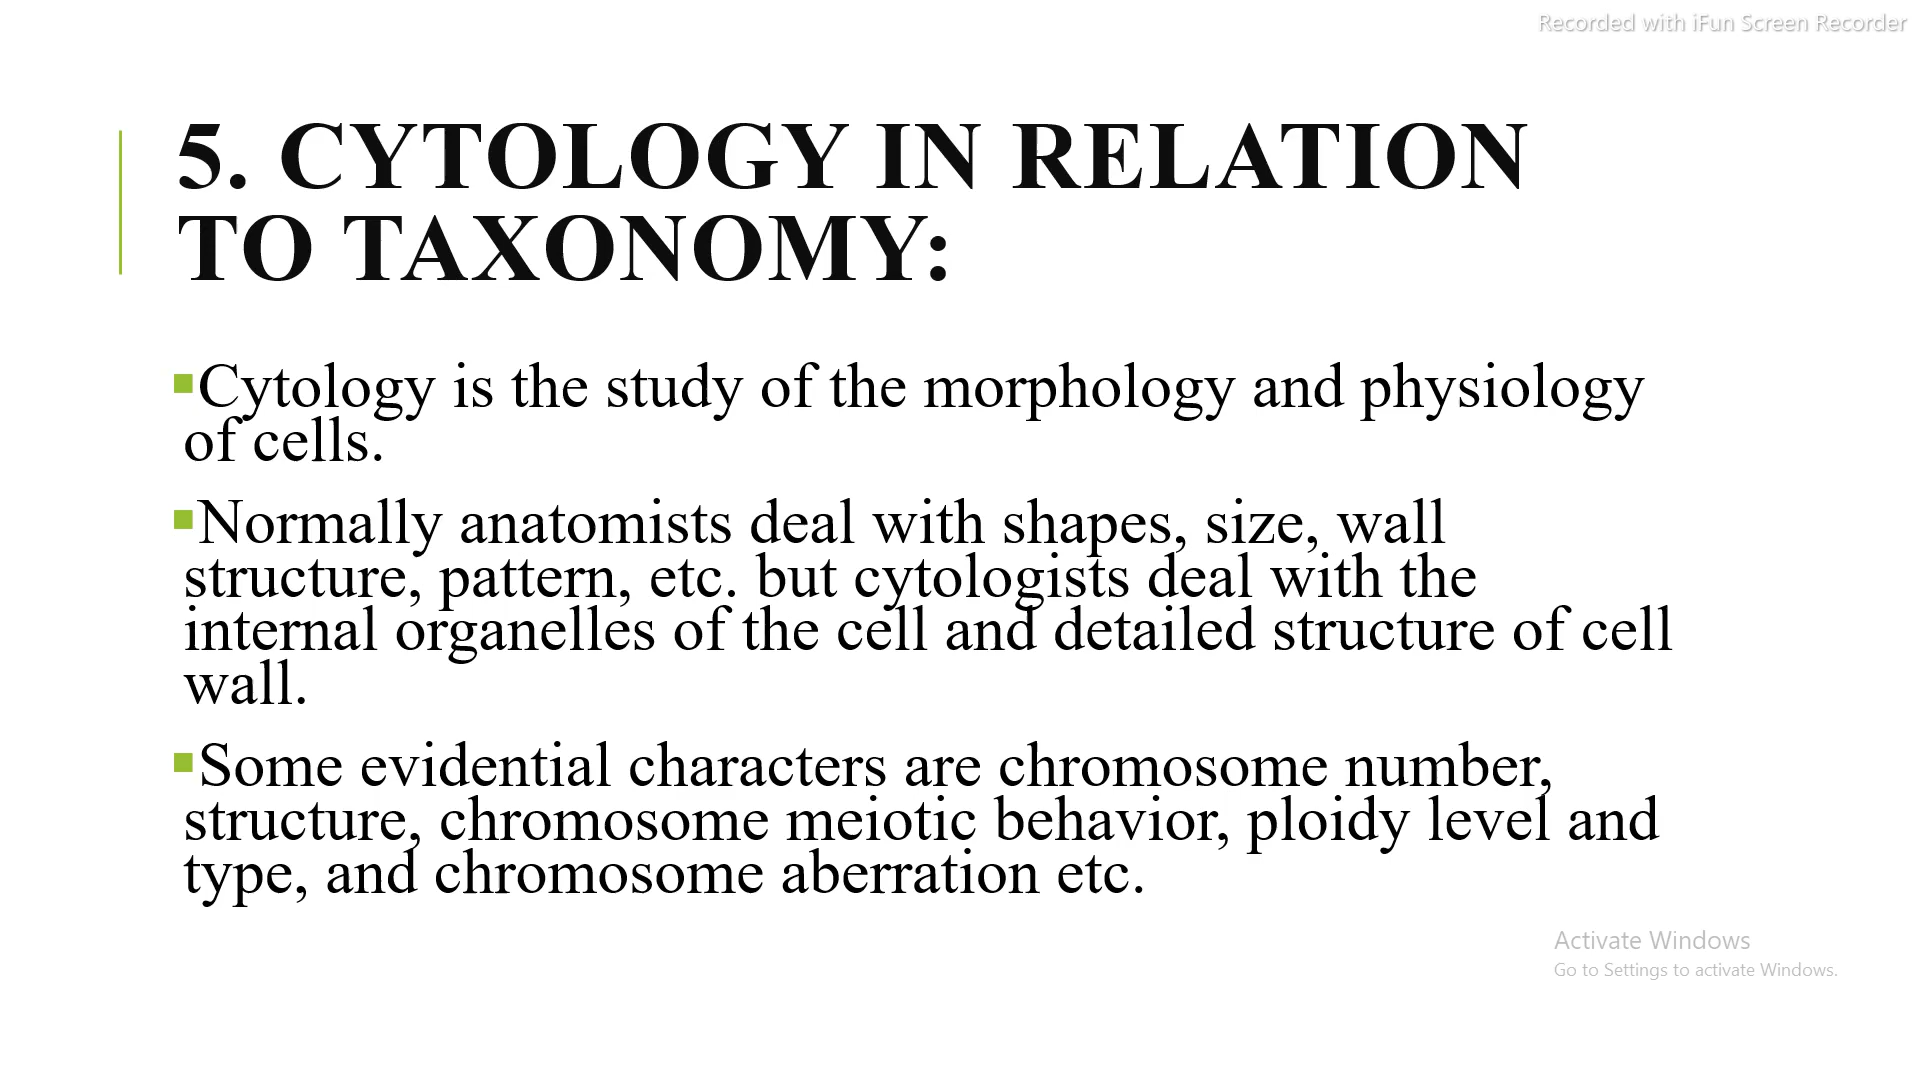 Recorded with iFun Screen Recorder
5. CYTOLOGY IN RELATION
TO TAXONOMY:
▪Cytology is the study of the morphology and physiology
of cells.
▪Normally anatomists deal with shapes, size, wall
structure, pattern, etc. but cytologists deal with the
internal organelles of the cell and detailed structure of cell
wall.
▪Some evidential characters are chromosome number,
structure, chromosome meiotic behavior, ploidy level and
type, and chromosome aberration etc.
Activate Windows
Go to Settings to activate Windows.